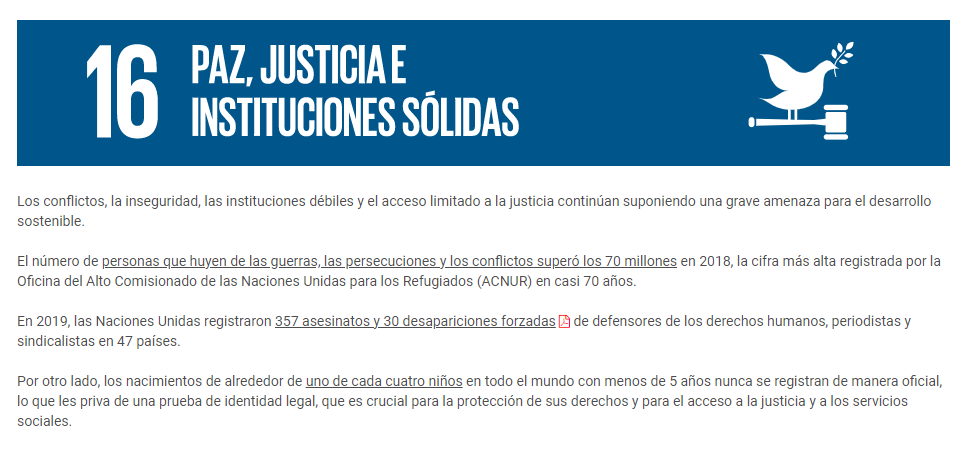 16 PAZ, JUSTICIA E
INSTITUCIONES SÓLIDAS
Los conflictos, la inseguridad, las instituciones débiles y el acceso limitado a la justicia continúan suponiendo una grave amenaza para el desarrollo
sostenible.
El número de personas que huyen de las guerras, las persecuciones y los conflictos superó los 70 millones en 2018, la cifra más alta registrada por la
Oficina del Alto Comisionado de las Naciones Unidas para los Refugiados (ACNUR) en casi 70 años.
En 2019, las Naciones Unidas registraron 357 asesinatos y 30 desapariciones forzadas de defensores de los derechos humanos, periodistas y
sindicalistas en 47 países.
Por otro lado, los nacimientos de alrededor de uno de cada cuatro niños en todo el mundo con menos de 5 años nunca se registran de manera oficial,
lo que les priva de una prueba de identidad legal, que es crucial para la protección de sus derechos y para el acceso a la justicia y a los servicios
sociales.